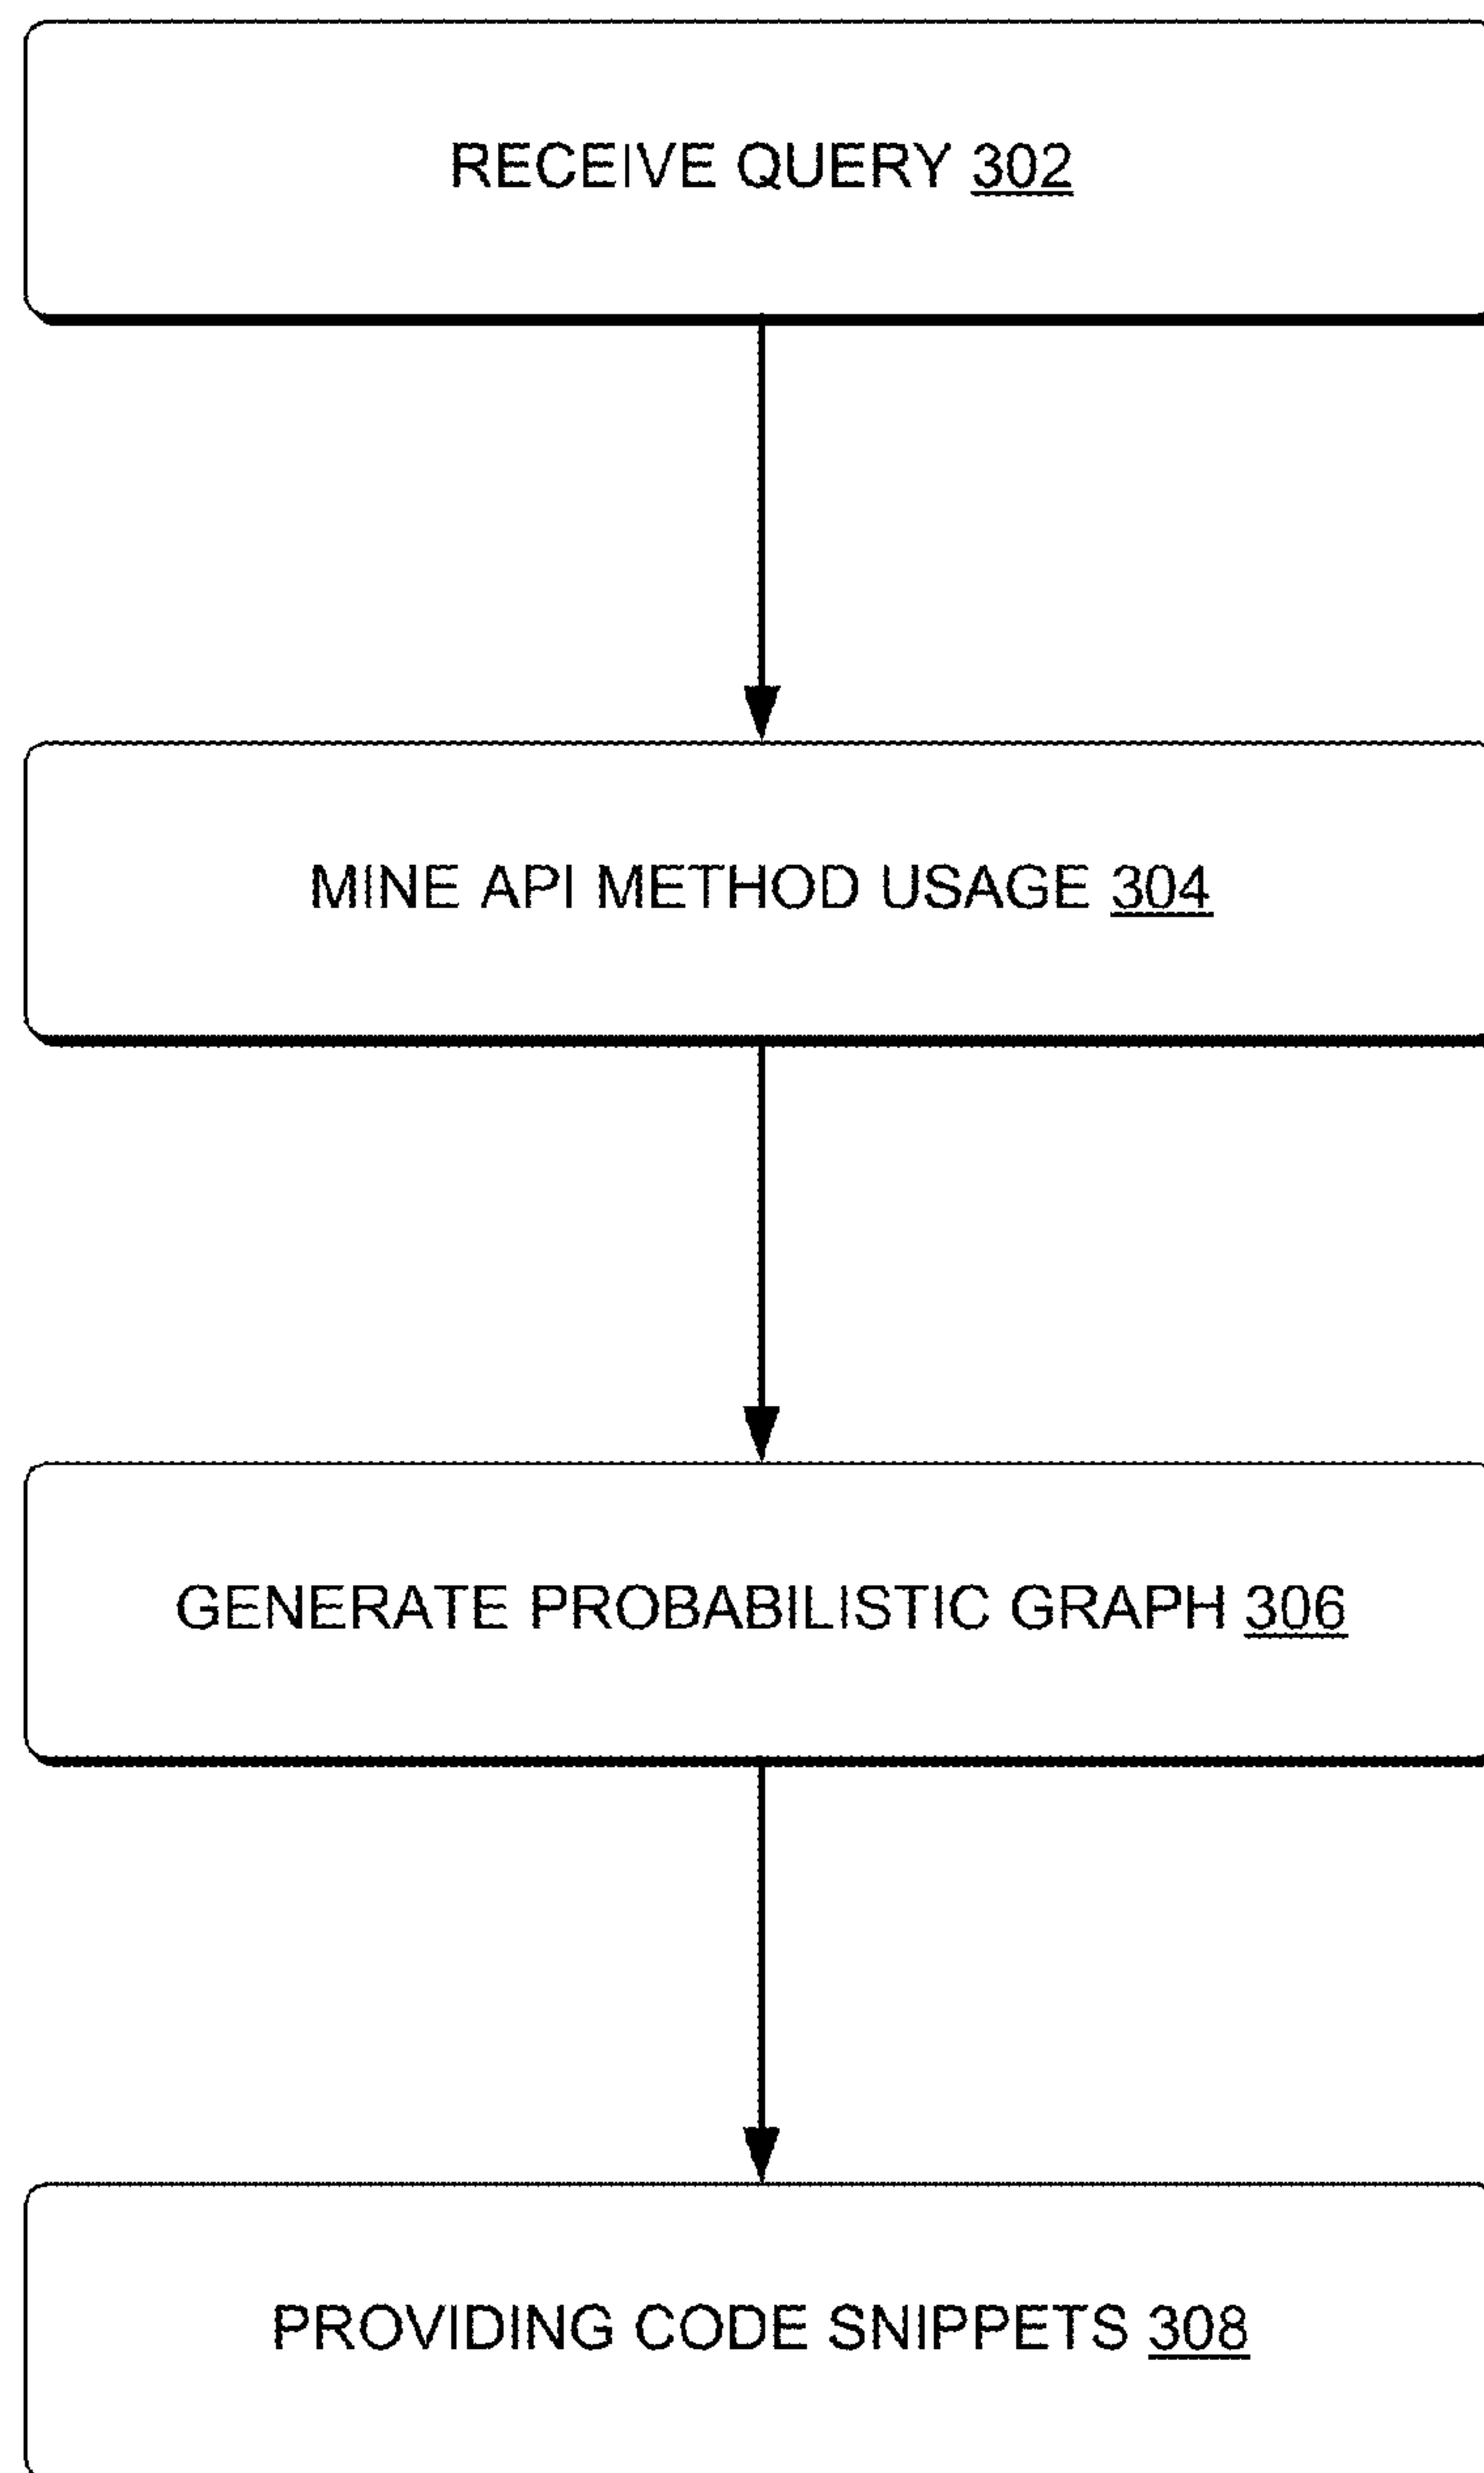 RECEIVE QUERY 302
MINE API METHOD USAGE 304
GENERATE PROBABILISTIC GRAPH 306
PROVIDING CODE SNIPPETS 308